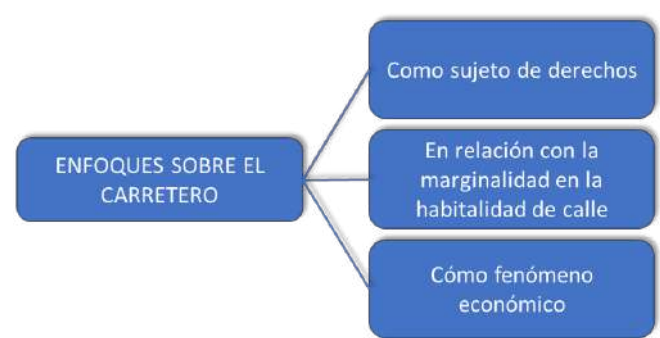 ENFOQUES SOBRE EL
CARRETERO
Como sujeto de derechos
En relación con la
marginalidad en la
habitalidad de calle
Cómo fenómeno
económico